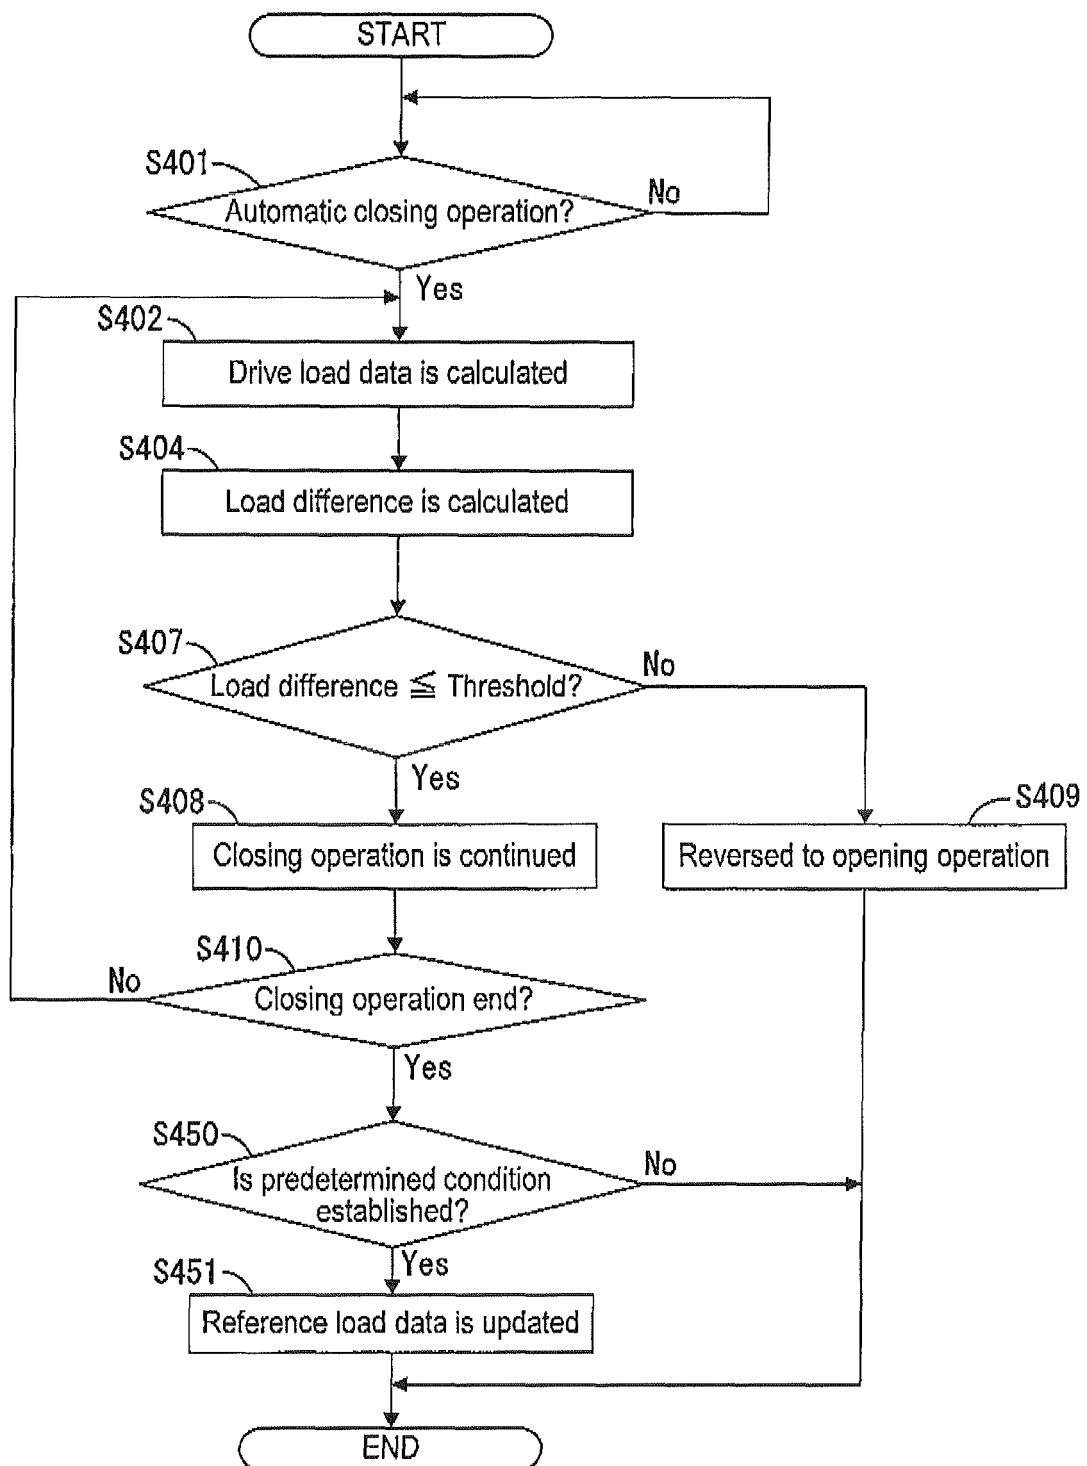 START
S401
No
Automatic closing operation?
Yes
S402
Drive load data is calculated
S404
Load difference is calculated
S407
No
Load difference ≦ Threshold?
Yes
S408
S409
Closing operation is continued
Reversed to opening operation
S410
No
Closing operation end?
Yes
S450
No
Is predetermined condition
established?
Yes
S451
Reference load data is updated
END